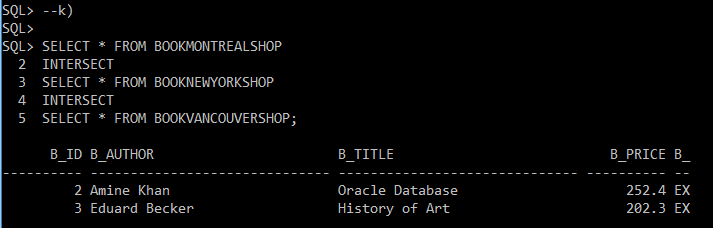 SQL> --k)
SQL>
SQL> SELECT * FROM BOOKMONTREALSHOP
  2  INTERSECT
  3  SELECT * FROM BOOKNEWYORKSHOP
  4  INTERSECT
  5  SELECT * FROM BOOKVANCOUVERSHOP;
      B_ID B_AUTHOR                       B_TITLE                           B_PRICE B_
---------- ------------------------------ ------------------------------ ---------- --
         2 Amine Khan                     Oracle Database                     252.4 EX
         3 Eduard Becker                  History of Art                      202.3 EX